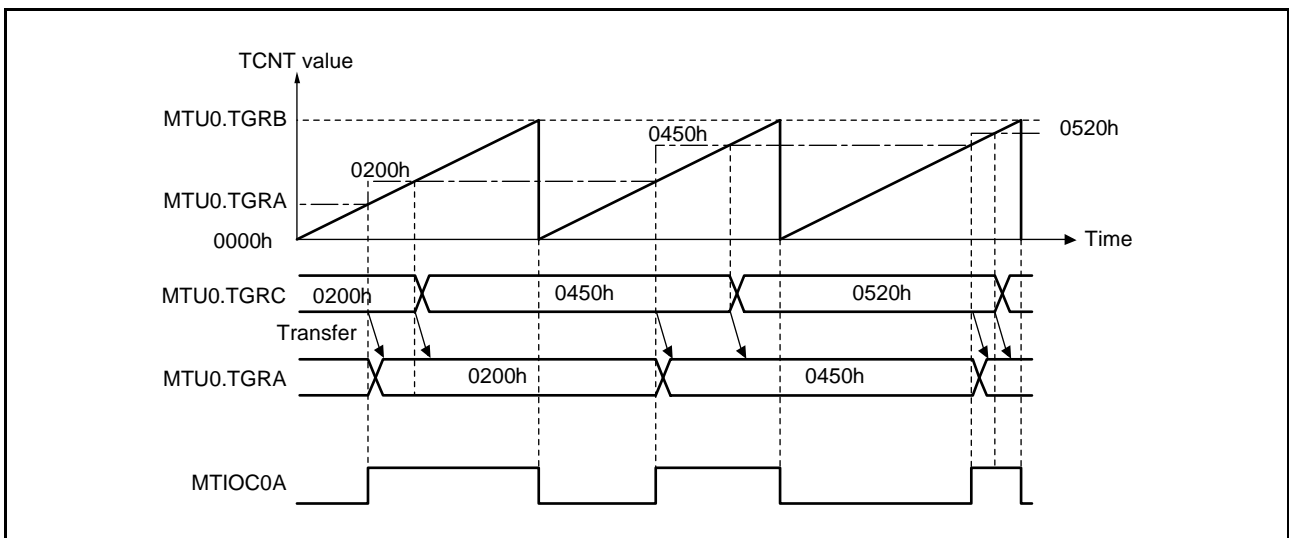 TCNT value
MTU0.TGRB
0450h
0520h
0200h
MTU0.TGRA
0000h
Time
MTU0.TGRC
0200h
0450h
0520h
Transfer
MTU0.TGRA
0200h
0450h
MTIOC0A